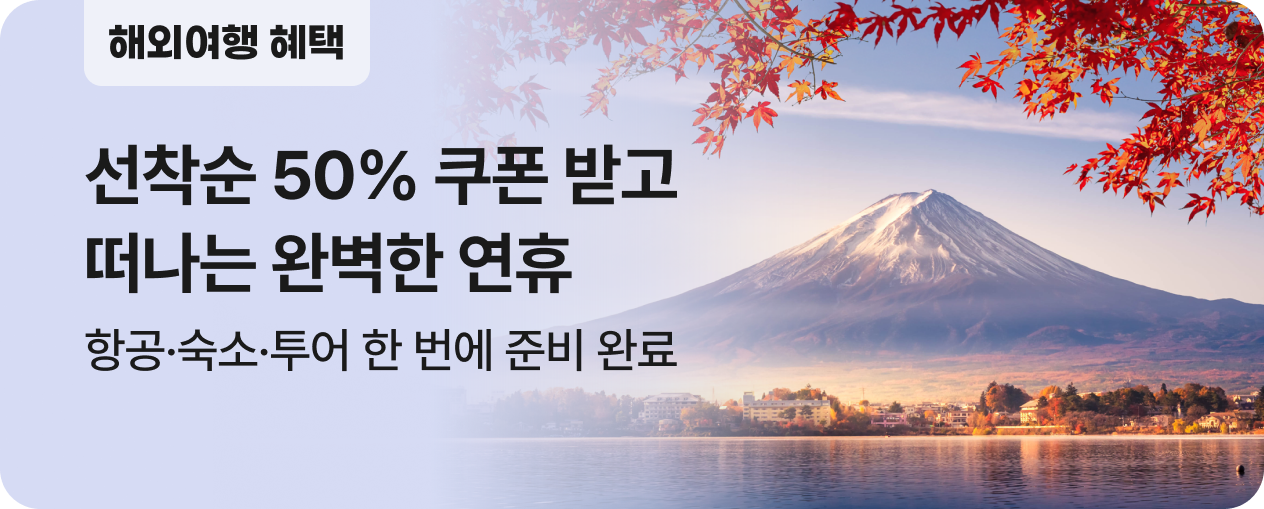 해외여행 혜택
선착순 50% 쿠폰 받고
떠나는 완벽한 연휴
항공·숙소·투어 한 번에 준비 완료